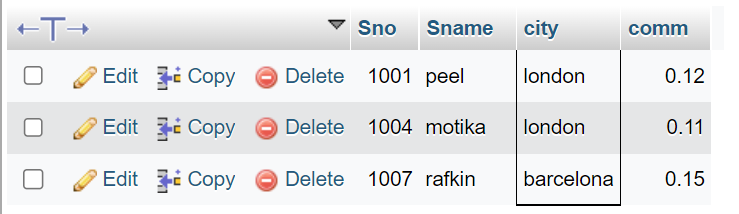 Sno Sname city comm
Edit Copy Delete 1001 peel london 0.12
Edit Copy Delete 1004 motika london 0.11
Edit Copy Delete 1007 rafkin barcelona 0.15